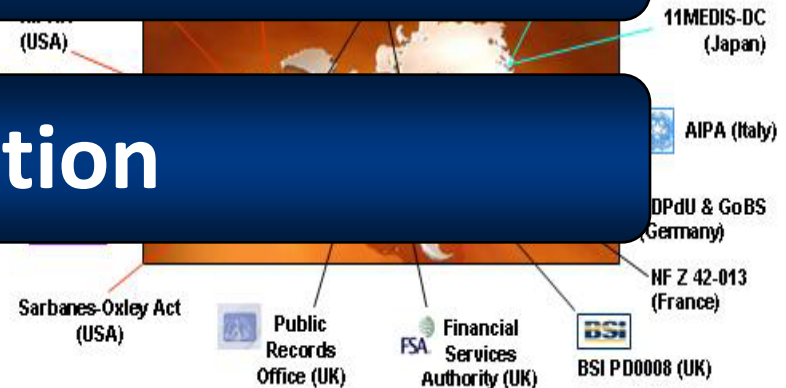 (USA)
11MEDIS-DC
(Japan)
AIPA (Italy)
tion
DPdU & GoBS
(Germany)
NF Z 42-013
(France)
Sarbanes-Oxley Act
(USA)
Public
Records
Office (UK)
FSA
Financial
Services
Authority (UK)
BSI
BSI PD0008 (UK)